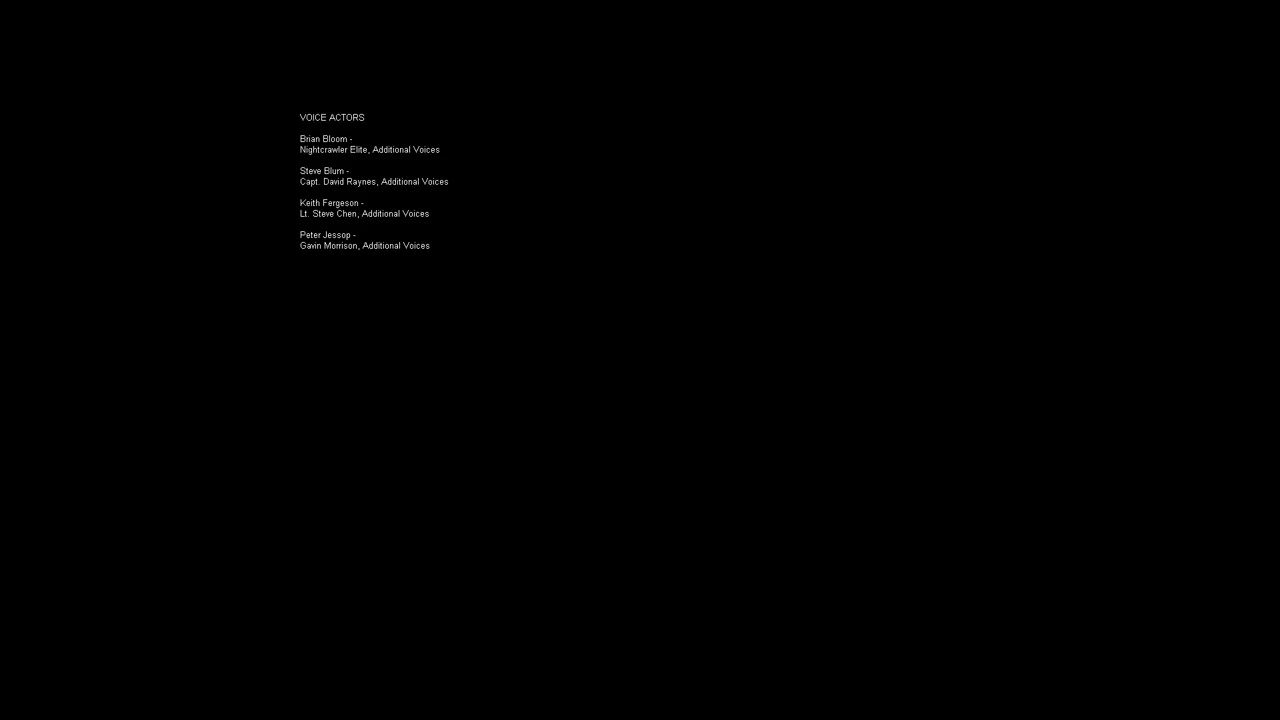 VOICE ACTORS
Brian Bloom -
Nightcrawler Elite, Additional Voices
Steve Blum -
Capt. David Raynes, Additional Voices
Keith Fergeson -
Lt. Steve Chen, Additional Voices
Peter Jessop -
Gavin Morrison, Additional Voices